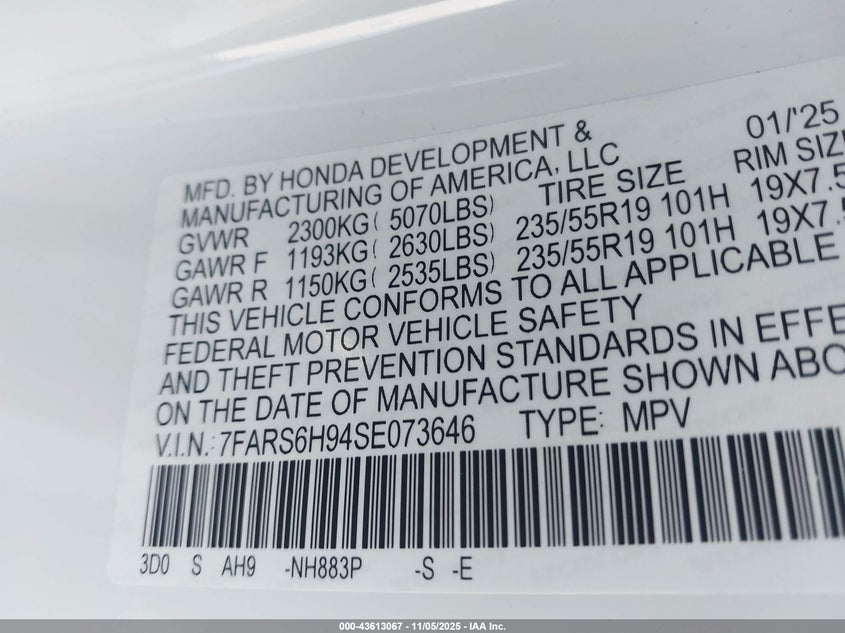 01/'25
MFD. BY HONDA DEVELOPMENT &
MANUFACTURING OF AMERICA, LLC
TIRE SIZE RIM SIZ
GVWR 2300KG( 5070LBS)
GAWR F 1193KG( 2630LBS) 235/55R19 101H 19X7.5
GAWR R 1150KG( 2535LBS) 235/55R19 101H 19X7.5
THIS VEHICLE CONFORMS TO ALL APPLICABLE
FEDERAL MOTOR VEHICLE SAFETY
AND THEFT PREVENTION STANDARDS IN EFFE
ON THE DATE OF MANUFACTURE SHOWN ABO
V.I.N.: 7FARS6H94SE073646 TYPE: MPV
3D0 S AH9 -NH883P -S -E
000-43613067 - 11/05/2025 - IAA Inc.